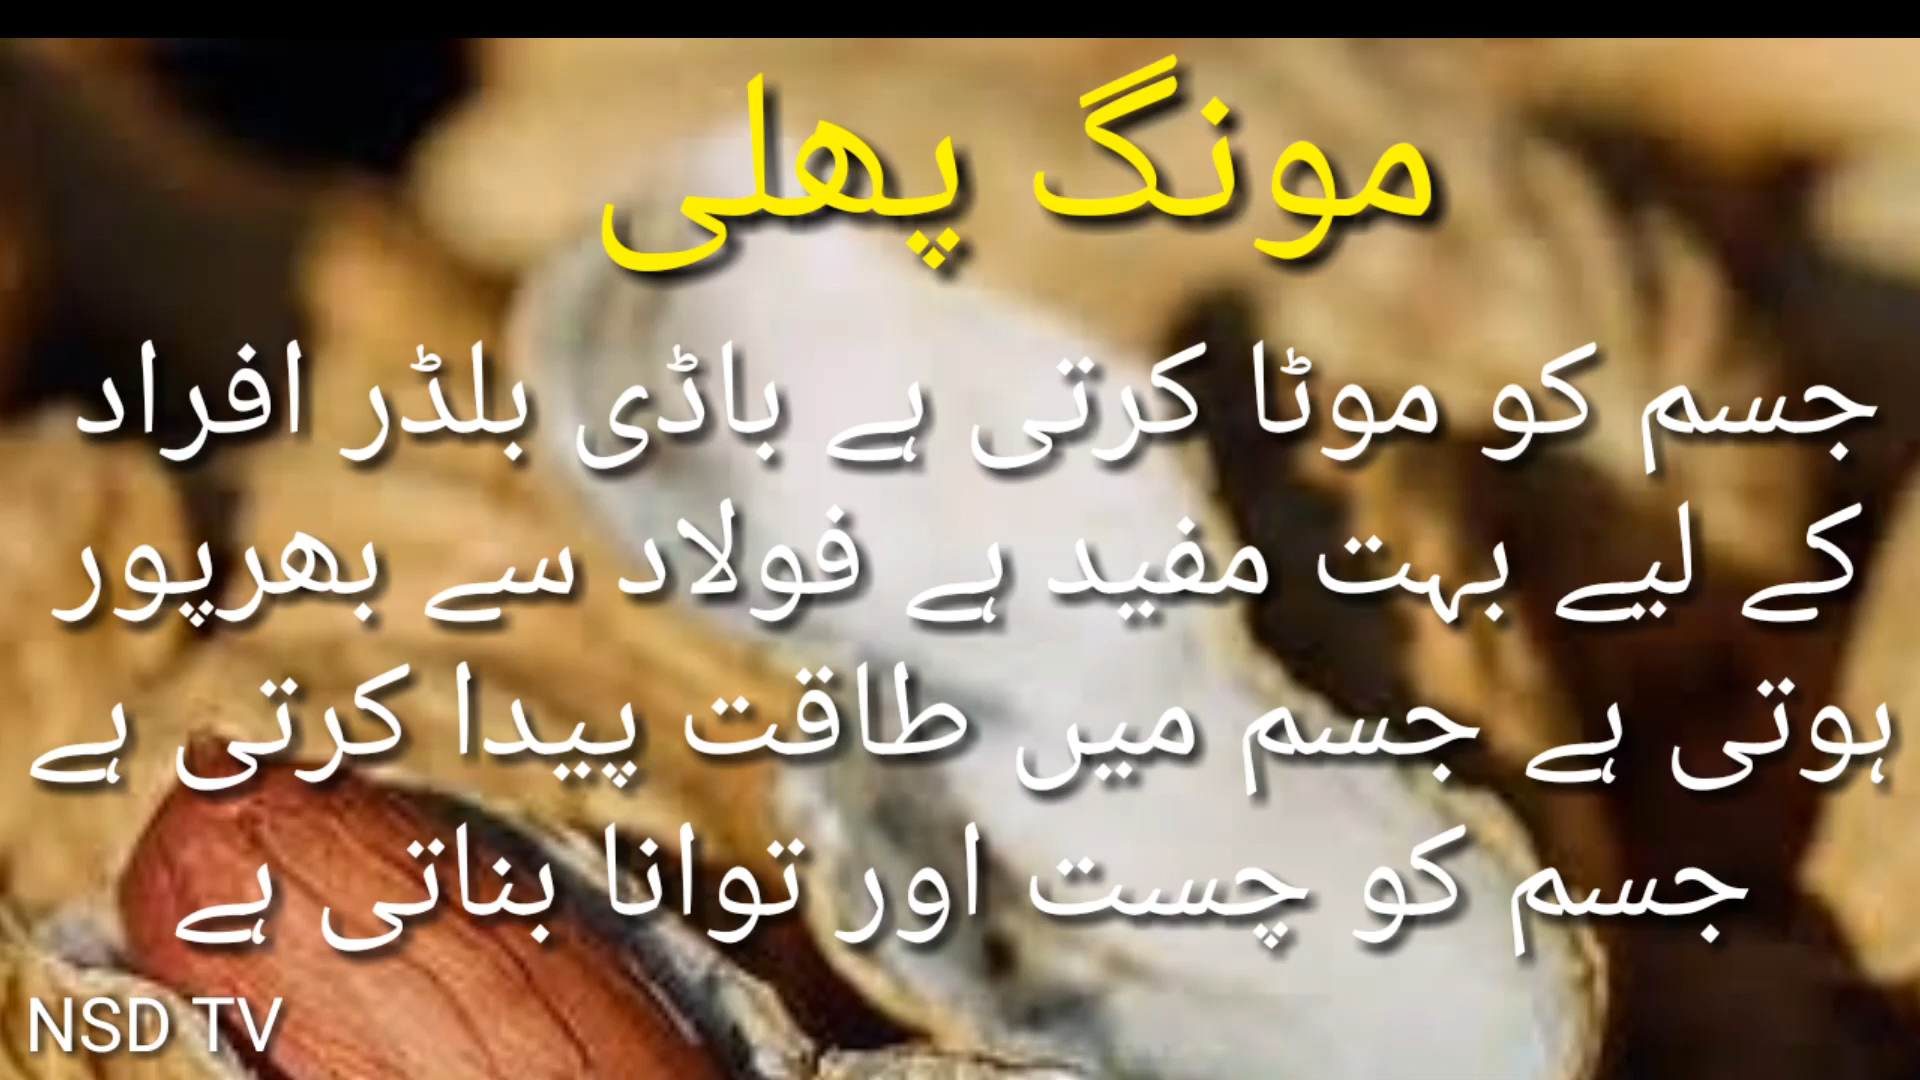 مونگ پھلی
جسم کو موٹا کرتی ہے باڈی بلڈر افراد
کے لیے بہت مفید ہے فولاد سے بھرپور
ہوتی ہے جسم میں طاقت پیدا کرتی ہے
جسم کو چست اور توانا بناتی ہے
NSD TV